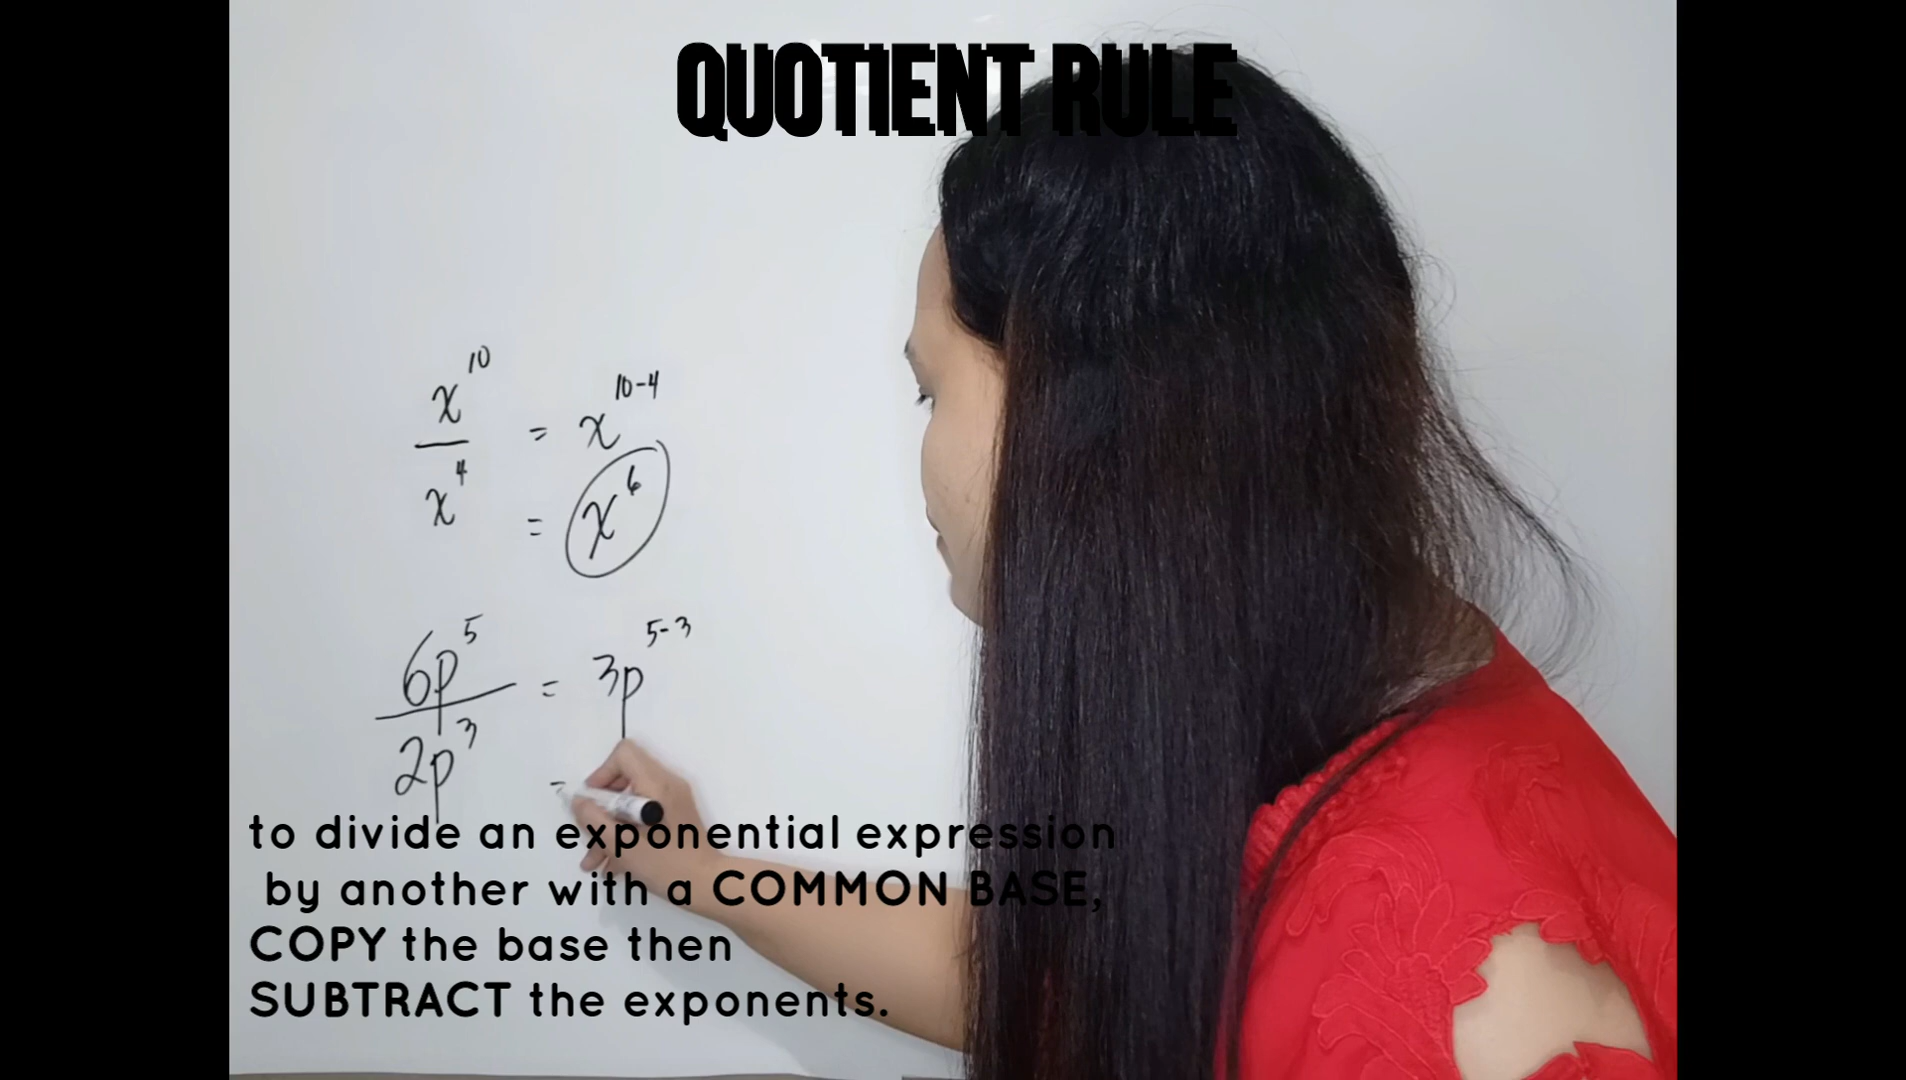 QUOTIENT RULE
x^10 / x^4 = x^10-4
= x^6
6p^5 / 2p^3 = 3p^5-3
=
to divide an exponential expression
by another with a COMMON BASE,
COPY the base then
SUBTRACT the exponents.